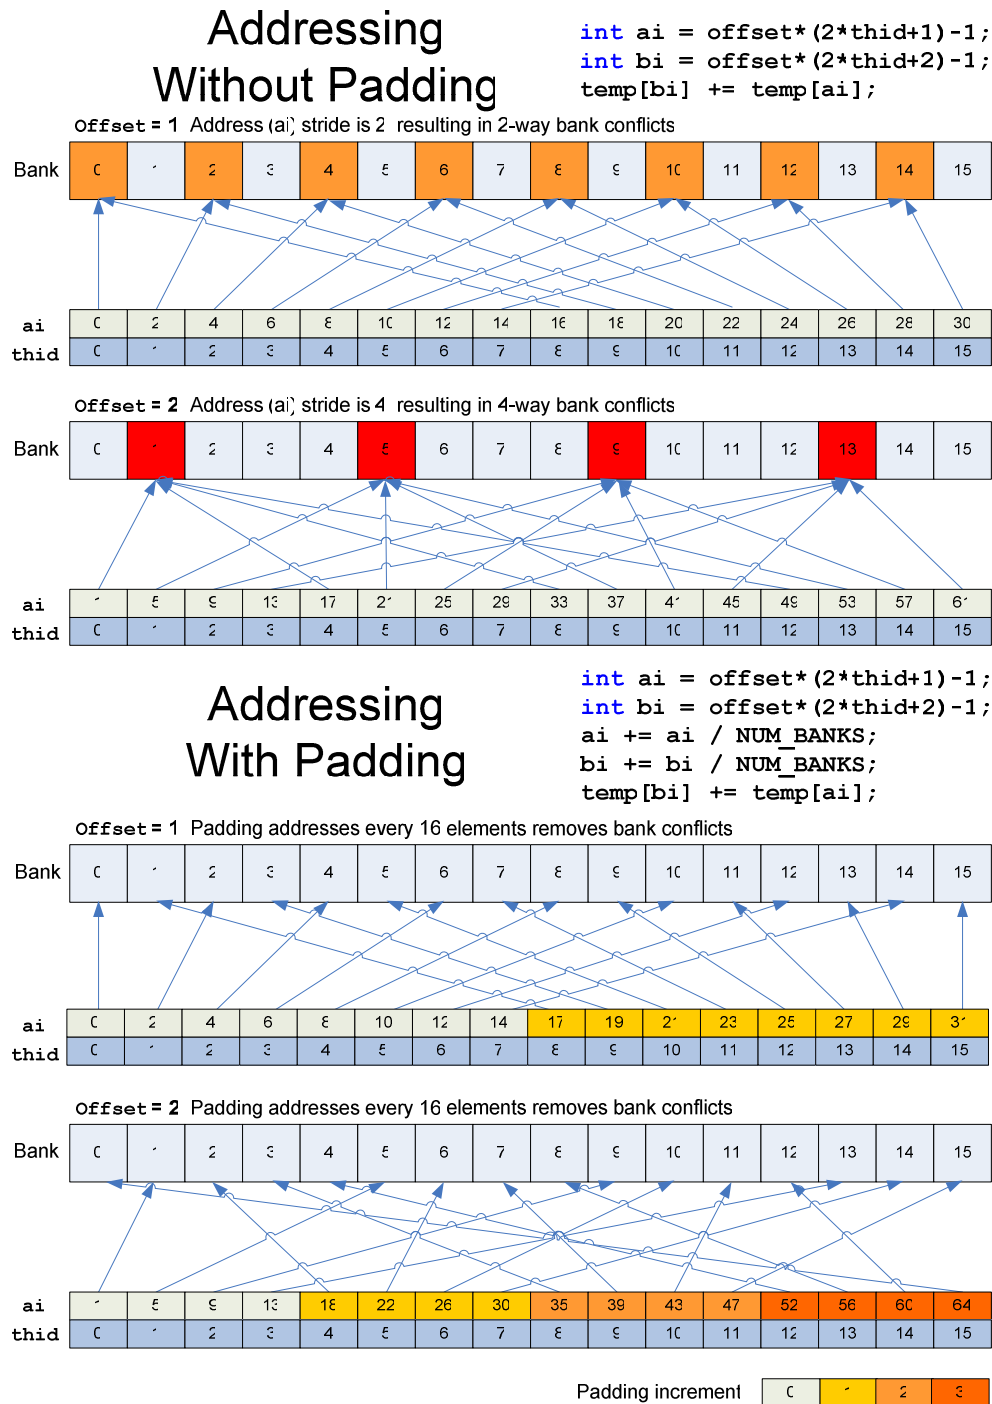 Addressing
Without Padding
int ai = offset*(2*thid+1)-1;
int bi = offset*(2*thid+2)-1;
temp[bi] += temp[ai];
Offset = 1 Address (ai) stride is 2, resulting in 2-way bank conflicts
Bank 0 1 2 3 4 5 6 7 8 9 10 11 12 13 14 15
ai 0 2 4 6 8 10 12 14 16 18 20 22 24 26 28 30
thid 0 1 2 3 4 5 6 7 8 9 10 11 12 13 14 15
Offset = 2 Address (ai) stride is 4, resulting in 4-way bank conflicts
Bank 0 1 2 3 4 5 6 7 8 9 10 11 12 13 14 15
ai 1 5 9 13 17 21 25 29 33 37 41 45 49 53 57 61
thid 0 1 2 3 4 5 6 7 8 9 10 11 12 13 14 15
Addressing
With Padding
int ai = offset*(2*thid+1)-1;
int bi = offset*(2*thid+2)-1;
ai += ai / NUM_BANKS;
bi += bi / NUM_BANKS;
temp[bi] += temp[ai];
Offset = 1 Padding addresses every 16 elements removes bank conflicts
Bank 0 1 2 3 4 5 6 7 8 9 10 11 12 13 14 15
ai 0 2 4 6 8 10 12 14 17 19 21 23 25 27 29 31
thid 0 1 2 3 4 5 6 7 8 9 10 11 12 13 14 15
Offset = 2 Padding addresses every 16 elements removes bank conflicts
Bank 0 1 2 3 4 5 6 7 8 9 10 11 12 13 14 15
ai 1 5 9 13 18 22 26 30 35 39 43 47 52 56 60 64
thid 0 1 2 3 4 5 6 7 8 9 10 11 12 13 14 15
Padding increment 0 1 2 3